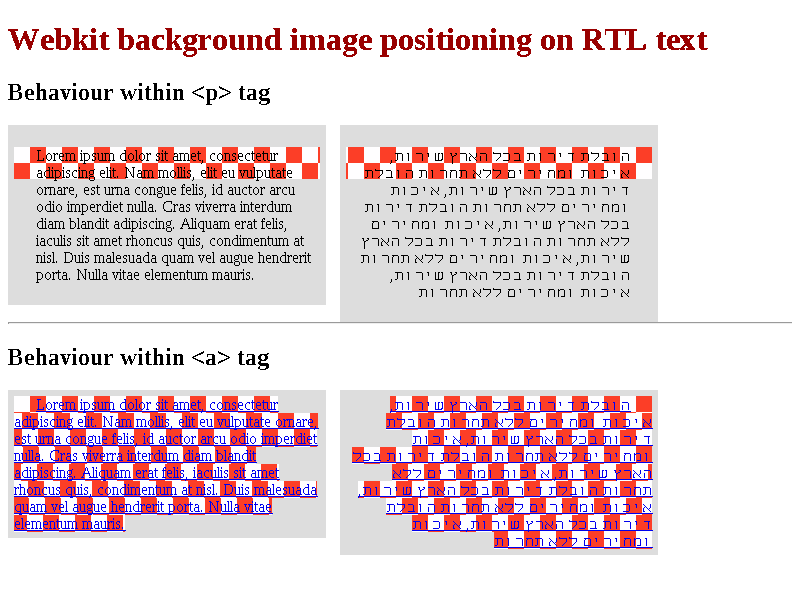 Webkit background image positioning on RTL text
Behaviour within <p> tag
Lorem ipsum dolor sit amet, consectetur
adipiscing elit. Nam mollis, elit eu vulputate
ornare, est urna congue felis, id auctor arcu
odio imperdiet nulla. Cras viverra interdum
diam blandit adipiscing. Aliquam erat felis,
iaculis sit amet rhoncus quis, condimentum at
nisl. Duis malesuada quam vel augue hendrerit
porta. Nulla vitae elementum mauris.
הובלת דירות בכל הארץ שירות,
איכות ומחירים ללא תחרות הובלת
דירות בכל הארץ שירות, איכות
ומחירים ללא תחרות הובלת דירות
בכל הארץ שירות, איכות ומחירים
ללא תחרות הובלת דירות בכל הארץ
שירות, איכות ומחירים ללא תחרות
הובלת דירות בכל הארץ שירות,
איכות ומחירים ללא תחרות
Behaviour within <a> tag
Lorem ipsum dolor sit amet, consectetur
adipiscing elit. Nam mollis, elit eu vulputate ornare,
est urna congue felis, id auctor arcu odio imperdiet
nulla. Cras viverra interdum diam blandit
adipiscing. Aliquam erat felis, iaculis sit amet
rhoncus quis, condimentum at nisl. Duis malesuada
quam vel augue hendrerit porta. Nulla vitae
elementum mauris.
הובלת דירות בכל הארץ שירות,
איכות ומחירים ללא תחרות הובלת
דירות בכל הארץ שירות, איכות
ומחירים ללא תחרות הובלת דירות בכל
הארץ שירות, איכות ומחירים ללא
תחרות הובלת דירות בכל הארץ שירות,
איכות ומחירים ללא תחרות הובלת
דירות בכל הארץ שירות, איכות
ומחירים ללא תחרות